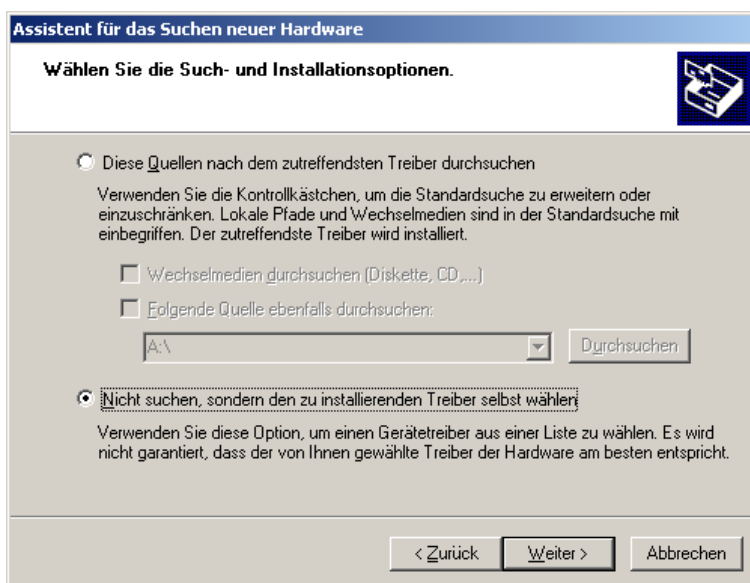 Assistent für das Suchen neuer Hardware
Wählen Sie die Such- und Installationsoptionen.
Diese Quellen nach dem zutreffendsten Treiber durchsuchen
Verwenden Sie die Kontrollkästchen, um die Standardsuche zu erweitern oder
einzuschränken. Lokale Pfade und Wechselmedien sind in der Standardsuche mit
einbegriffen. Der zutreffendste Treiber wird installiert.
Wechselmedien durchsuchen (Diskette, CD,...)
Folgende Quelle ebenfalls durchsuchen:
A:\ Durchsuchen
Nicht suchen, sondern den zu installierenden Treiber selbst wählen
Verwenden Sie diese Option, um einen Gerätetreiber aus einer Liste zu wählen. Es wird
nicht garantiert, dass der von Ihnen gewählte Treiber der Hardware am besten entspricht.
< Zurück Weiter > Abbrechen